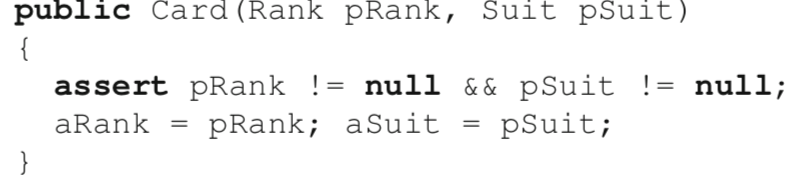 public Card(Rank pRank, Suit pSuit)
{
  assert pRank != null && pSuit != null;
  aRank = pRank; aSuit = pSuit;
}